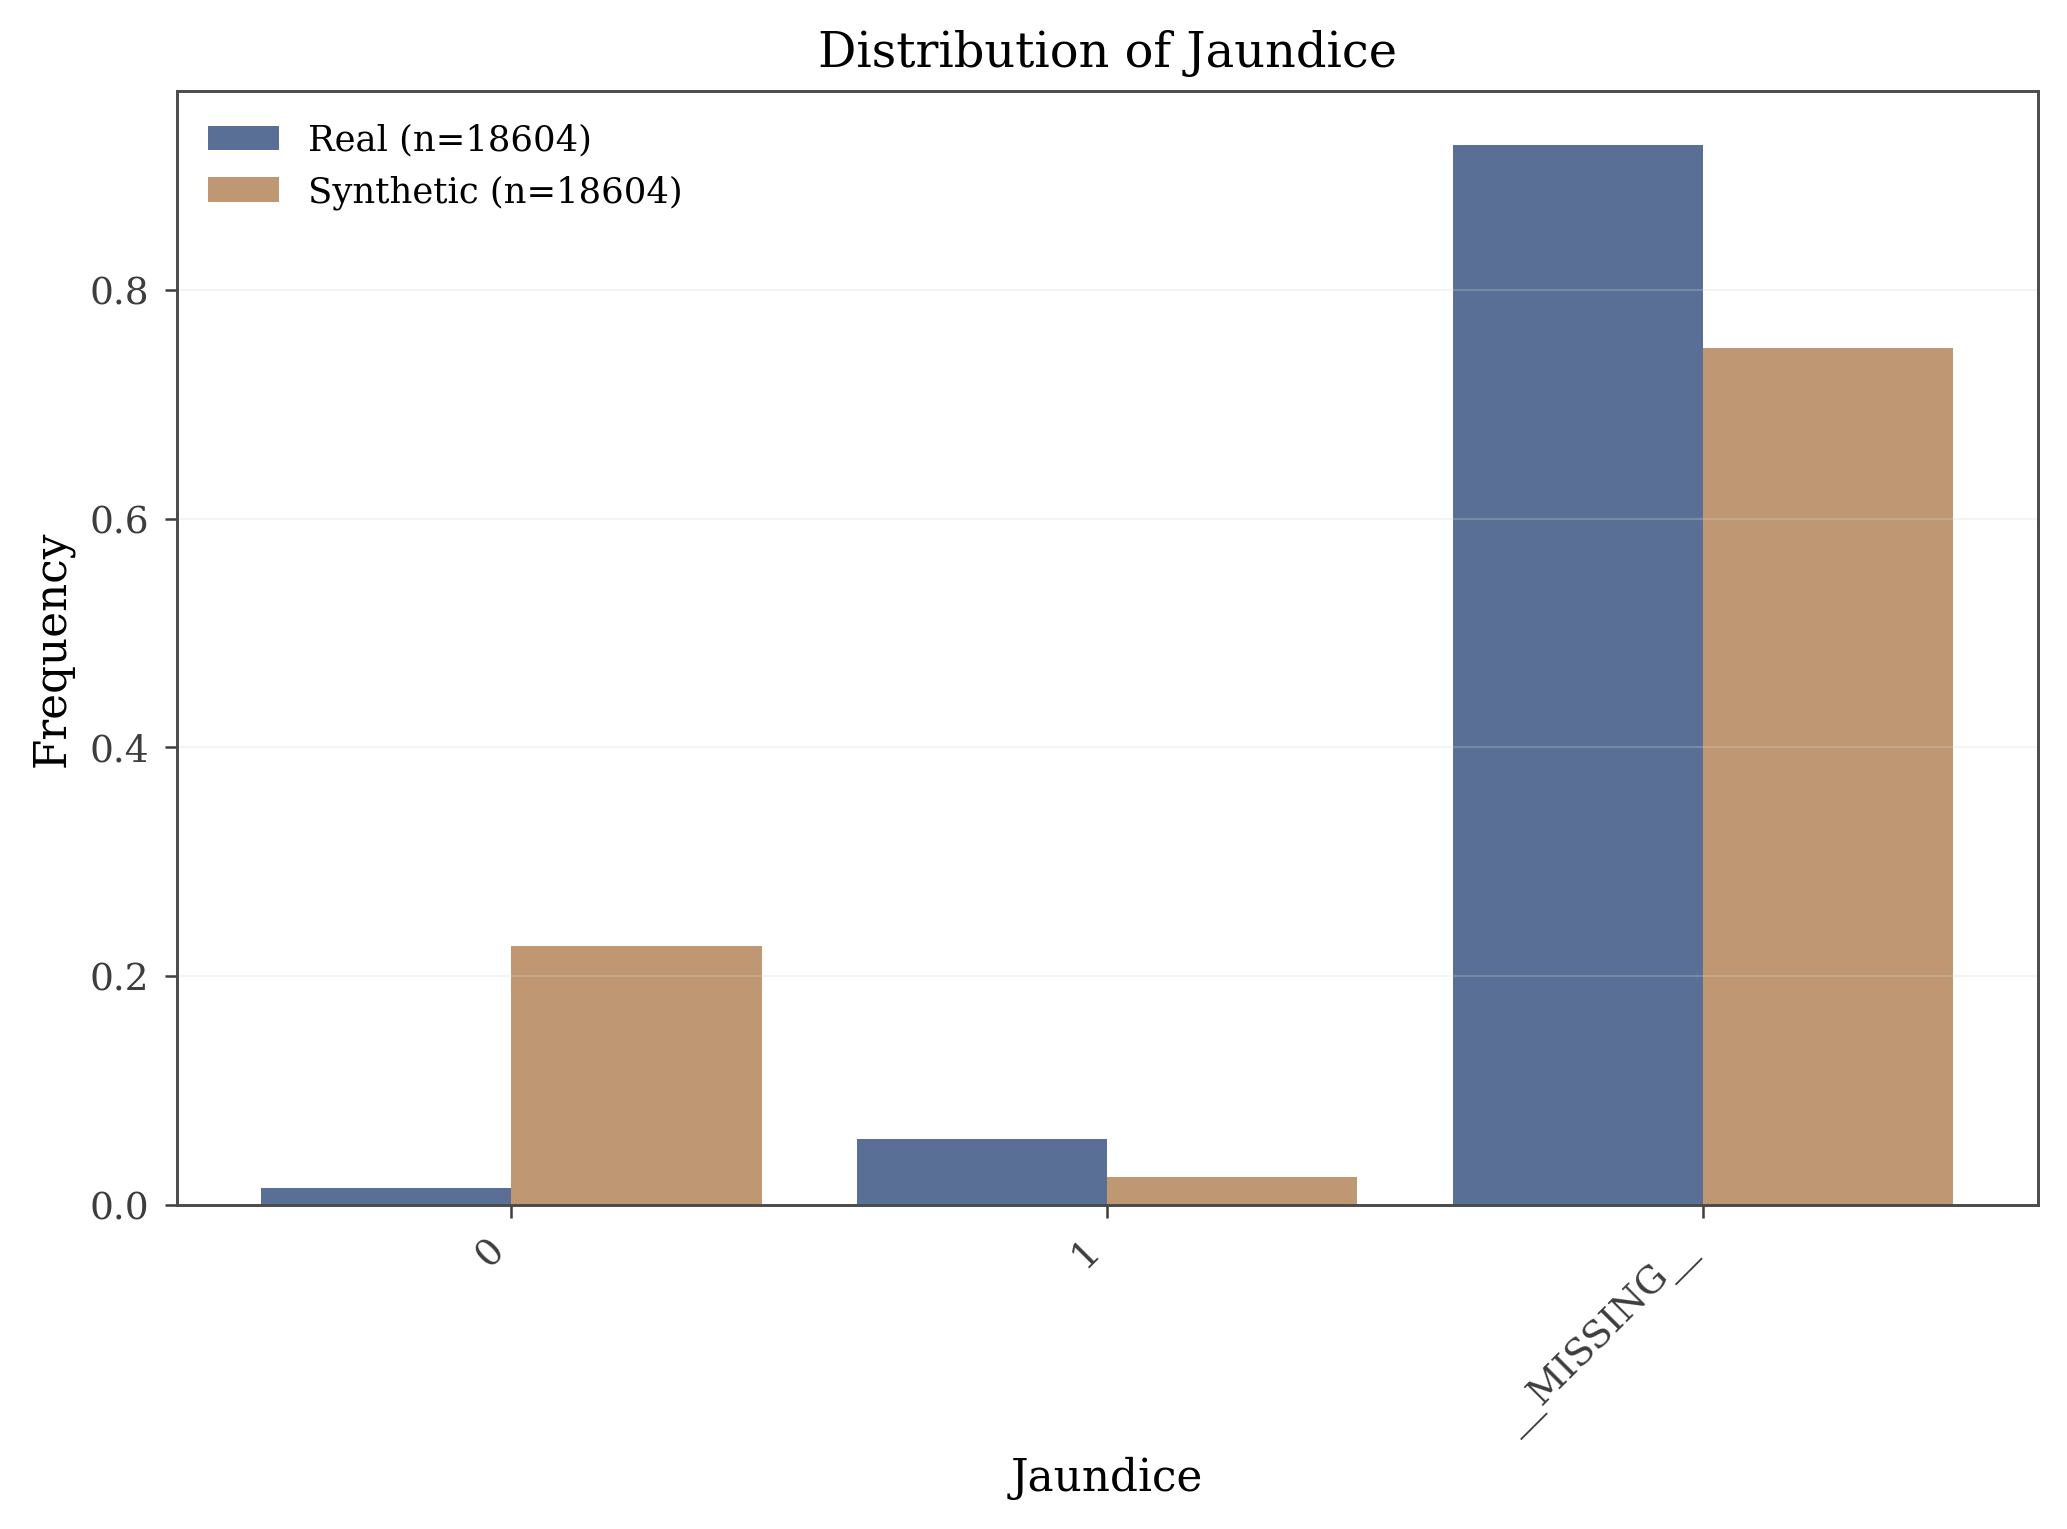 Distribution of Jaundice
Real (n=18604)
Synthetic (n=18604)
Frequency
0.8
0.6
0.4
0.2
0.0
0
1
__MISSING__
Jaundice